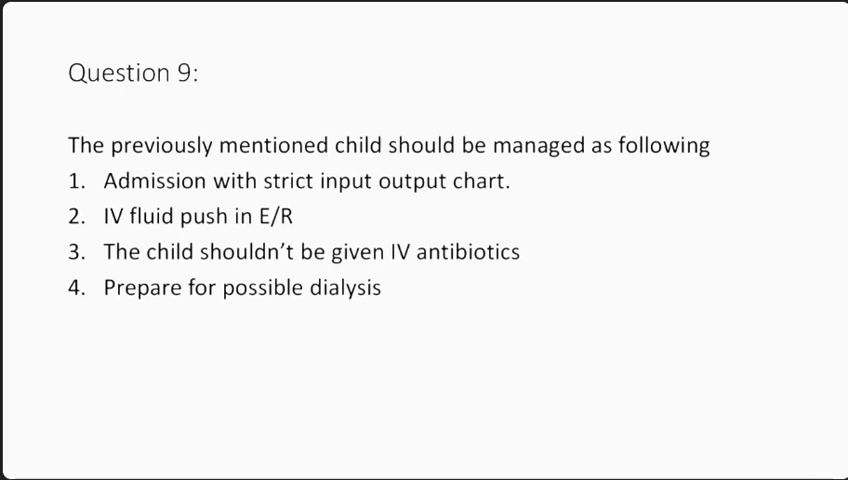 Question 9:
The previously mentioned child should be managed as following
1. Admission with strict input output chart.
2. IV fluid push in E/R
3. The child shouldn’t be given IV antibiotics
4. Prepare for possible dialysis